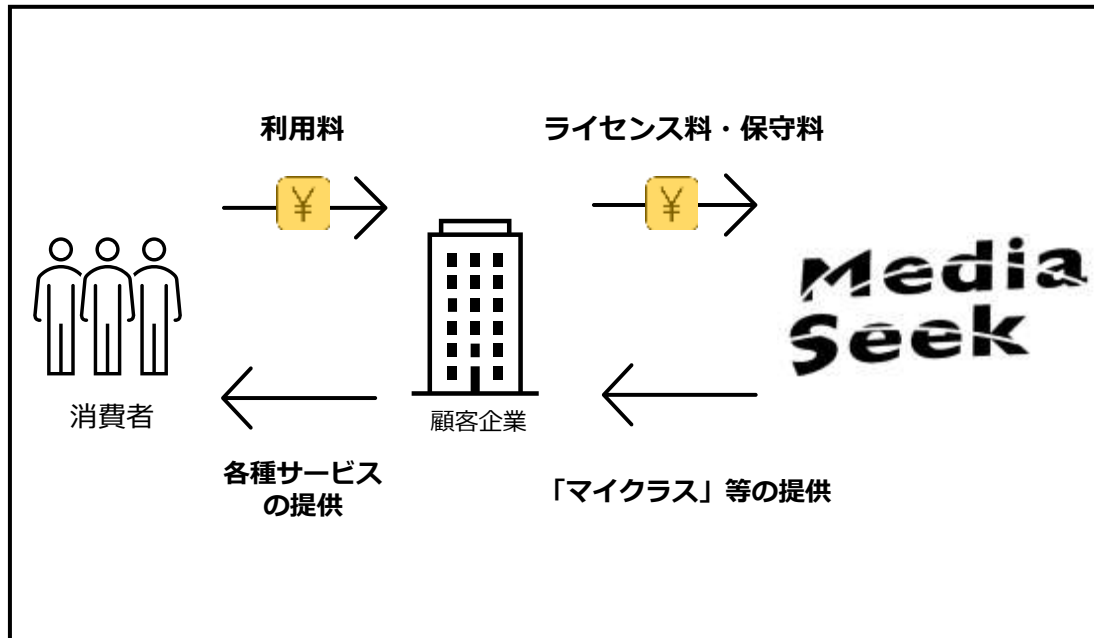 利用料
ライセンス料・保守料
¥
¥
Media
Seek
消費者
顧客企業
各種サービス
の提供
「マイクラス」等の提供